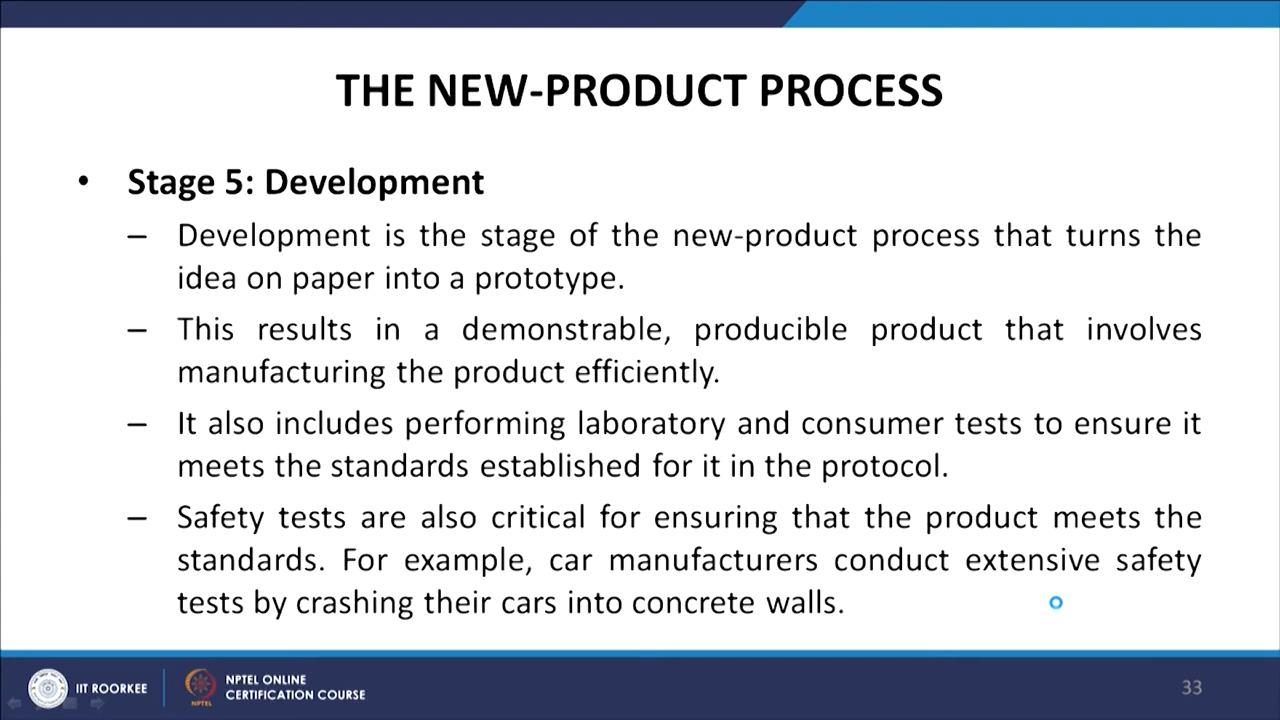 THE NEW-PRODUCT PROCESS
• Stage 5: Development
– Development is the stage of the new-product process that turns the
idea on paper into a prototype.
– This results in a demonstrable, producible product that involves
manufacturing the product efficiently.
– It also includes performing laboratory and consumer tests to ensure it
meets the standards established for it in the protocol.
– Safety tests are also critical for ensuring that the product meets the
standards. For example, car manufacturers conduct extensive safety
tests by crashing their cars into concrete walls.
IIT ROORKEE
NPTEL
NPTEL ONLINE
CERTIFICATION COURSE
33